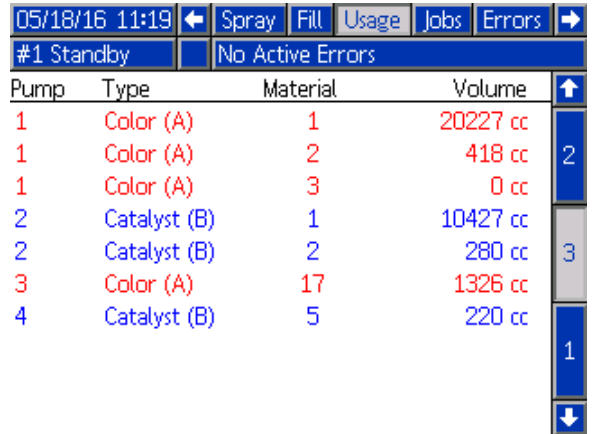 05/18/16 11:19 Spray Fill Usage Jobs Errors
#1 Standby No Active Errors
Pump Type Material Volume
1 Color (A) 1 20227 cc
1 Color (A) 2 418 cc
1 Color (A) 3 0 cc
2 Catalyst (B) 1 10427 cc
2 Catalyst (B) 2 280 cc
3 Color (A) 17 1326 cc
4 Catalyst (B) 5 220 cc
2
3
1